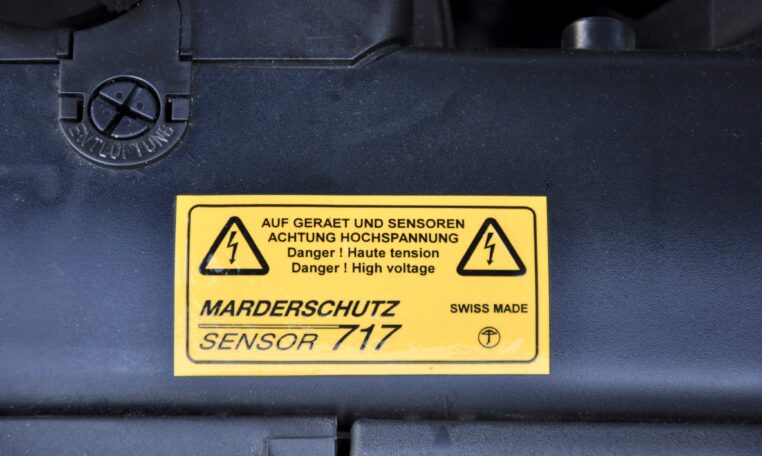 ENTLÜFTUNG
AUF GERAET UND SENSOREN
ACHTUNG HOCHSPANNUNG
Danger ! Haute tension
Danger ! High voltage
MARDERSCHUTZ
SENSOR 717
SWISS MADE